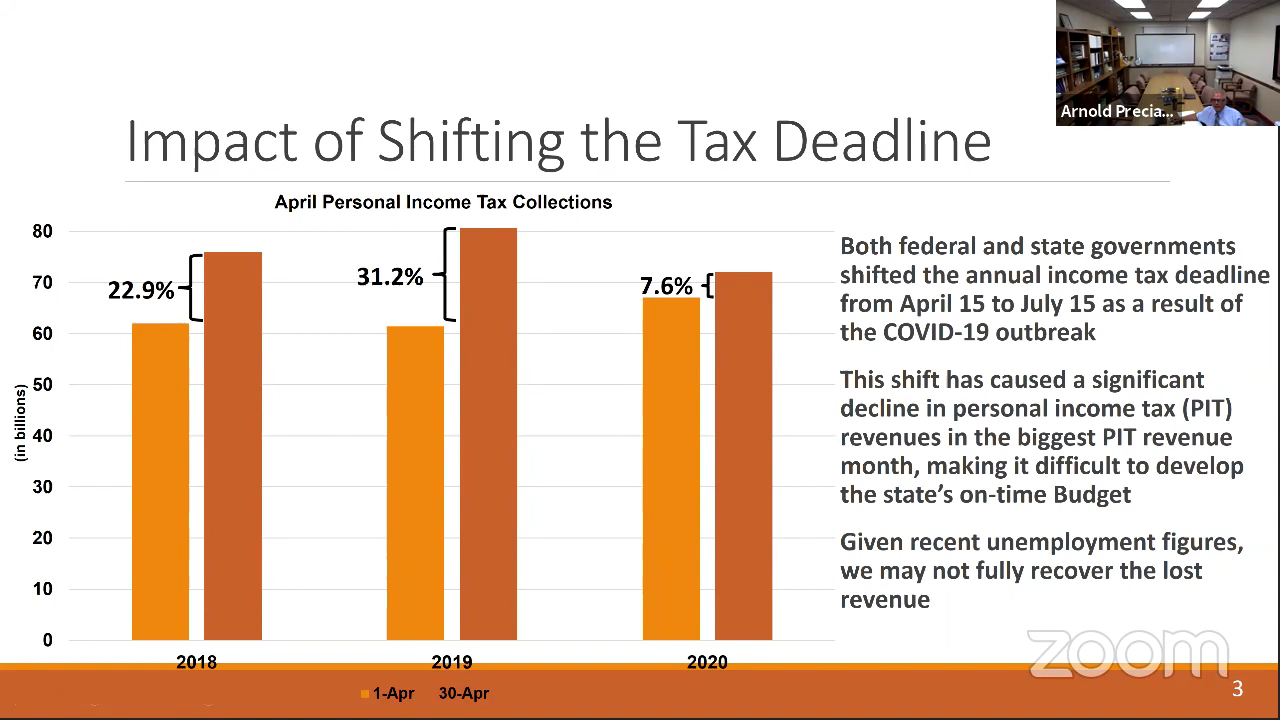 Arnold Precia...
Impact of Shifting the Tax Deadline
April Personal Income Tax Collections
80
70
60
50
40
30
20
10
0
(in billions)
22.9%
31.2%
7.6%
2018
2019
2020
1-Apr
30-Apr
Both federal and state governments
shifted the annual income tax deadline
from April 15 to July 15 as a result of
the COVID-19 outbreak
This shift has caused a significant
decline in personal income tax (PIT)
revenues in the biggest PIT revenue
month, making it difficult to develop
the state's on-time Budget
Given recent unemployment figures,
we may not fully recover the lost
revenue
zoom
3